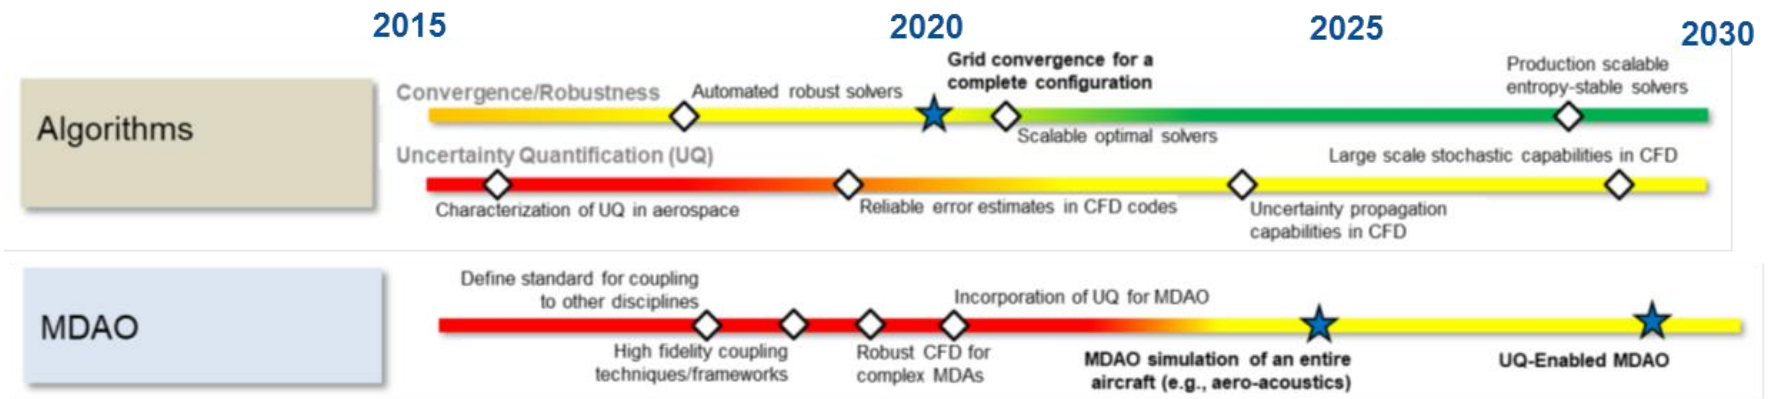 2015
2020
2025
2030
Algorithms
Convergence/Robustness
Automated robust solvers
Grid convergence for a
complete configuration
Scalable optimal solvers
Production scalable
entropy-stable solvers
Uncertainty Quantification (UQ)
Characterization of UQ in aerospace
Reliable error estimates in CFD codes
Uncertainty propagation
capabilities in CFD
Large scale stochastic capabilities in CFD
MDAO
Define standard for coupling
to other disciplines
High fidelity coupling
techniques/frameworks
Robust CFD for
complex MDAs
Incorporation of UQ for MDAO
MDAO simulation of an entire
aircraft (e.g., aero-acoustics)
UQ-Enabled MDAO